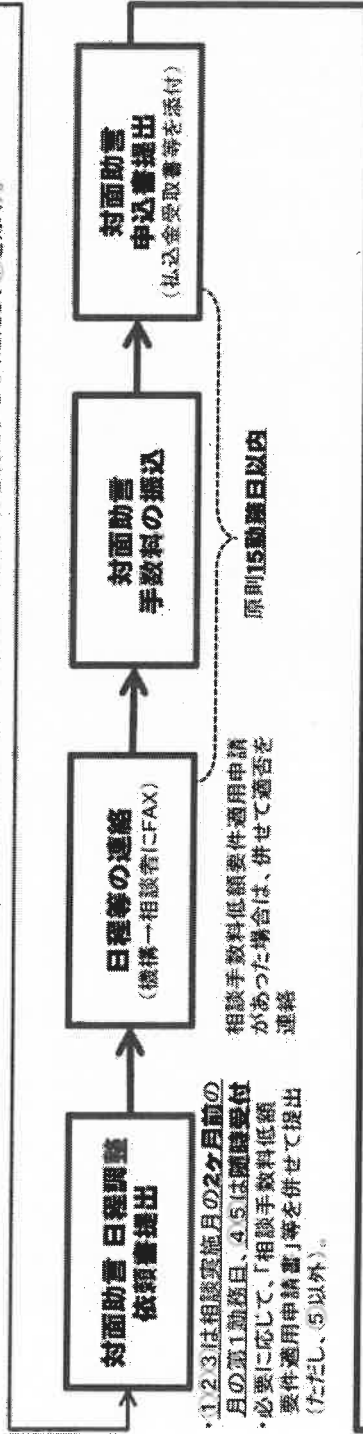 対面助言 日程調整
依頼書提出
・①②③は相談実施月の2ヶ月前の
月の第1勤務日、④⑤は随時受付
・必要に応じて、「相談手数料低額
要件適用申請書」等を併せて提出
(ただし、⑤以外)。
日程等の連絡
(機構→相談者にFAX)
相談手数料低額要件適用申請
があった場合は、併せて適否を
連絡
対面助言
手数料の振込
原則15勤務日以内
対面助言
申込書提出
(払込金受取書等を添付)